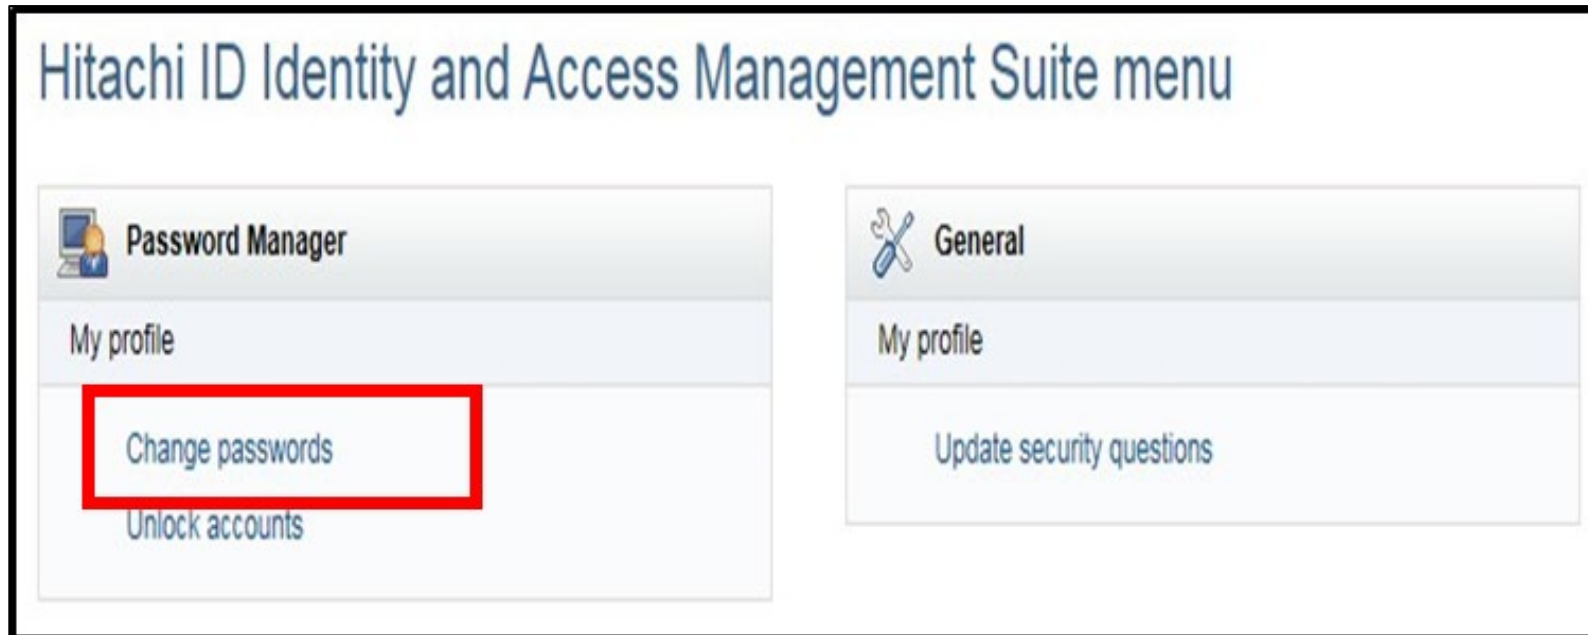 Hitachi ID Identity and Access Management Suite menu
Password Manager
My profile
Change passwords
Unlock accounts
General
My profile
Update security questions